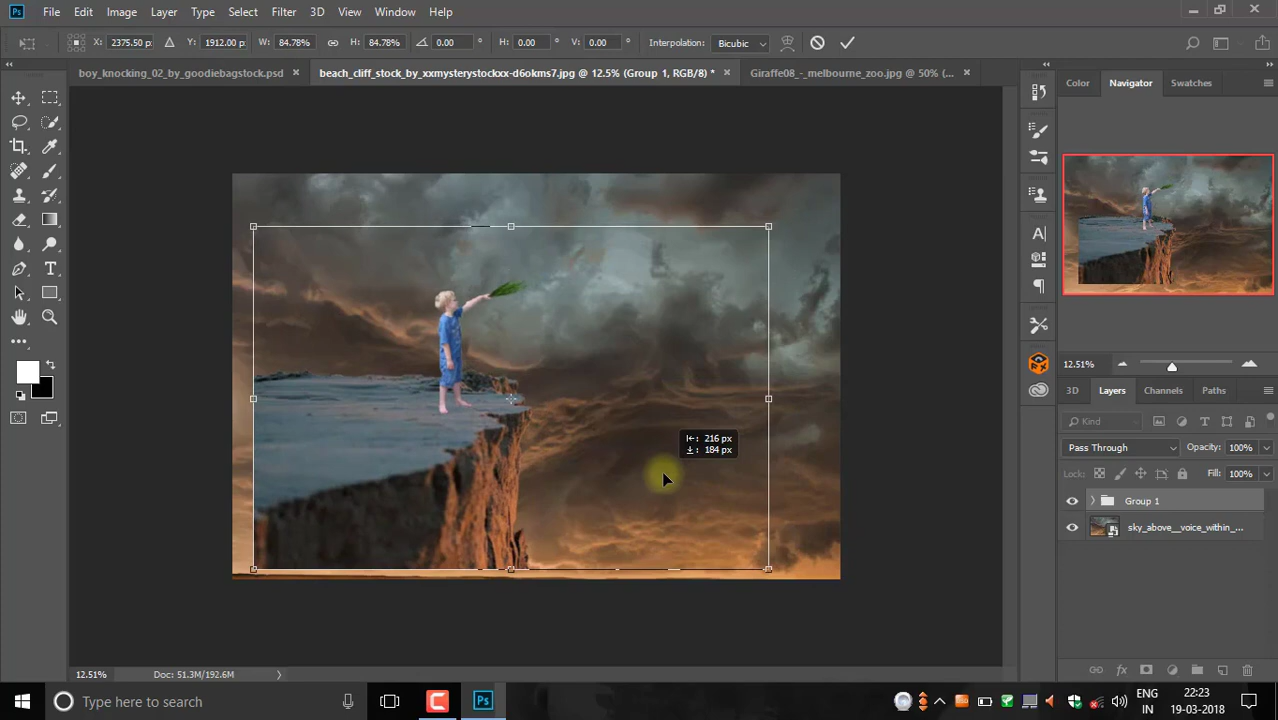 Ps File Edit Image Layer Type Select Filter 3D View Window Help
X: 2375.50 px Y: 1912.00 px W: 84.78% H: 84.78% 0.00 ° H: 0.00 ° V: 0.00 ° Interpolation: Bicubic
boy_knocking_02_by_goodiebagstock.psd × beach_cliff_stock_by_xxmysterystockxx-d6okms7.jpg @ 12.5% (Group 1, RGB/8) * × Giraffe08_-_melbourne_zoo.jpg @ 50% (... ×
Color Navigator Swatches
12.51%
3D Layers Channels Paths
Kind
Pass Through Opacity: 100%
Lock: Fill: 100%
Group 1
sky_above__voice_within_...
216 px
184 px
12.51% Doc: 51.3M/192.6M
Type here to search
Ps
ENG
IN
22:23
19-03-2018